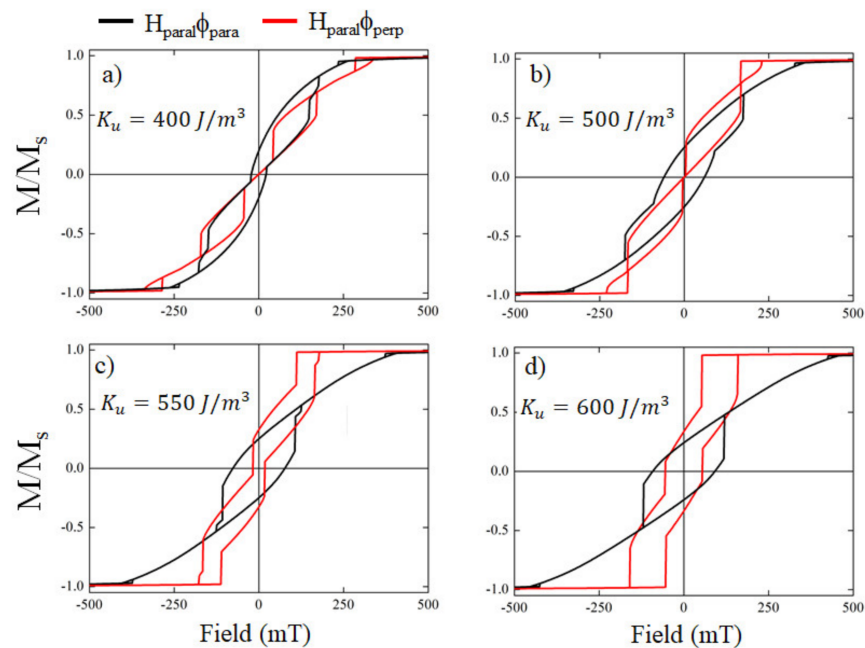 H_paralΦ_para H_paralΦ_perp
a)
K_u = 400 J/m³
b)
K_u = 500 J/m³
M/M_s
1.0
0.5
0.0
-0.5
-1.0
-500 -250 0 250 500
1.0
0.5
0.0
-0.5
-1.0
-500 -250 0 250 500
c)
K_u = 550 J/m³
d)
K_u = 600 J/m³
M/M_s
1.0
0.5
0.0
-0.5
-1.0
-500 -250 0 250 500
Field (mT)
1.0
0.5
0.0
-0.5
-1.0
-500 -250 0 250 500
Field (mT)